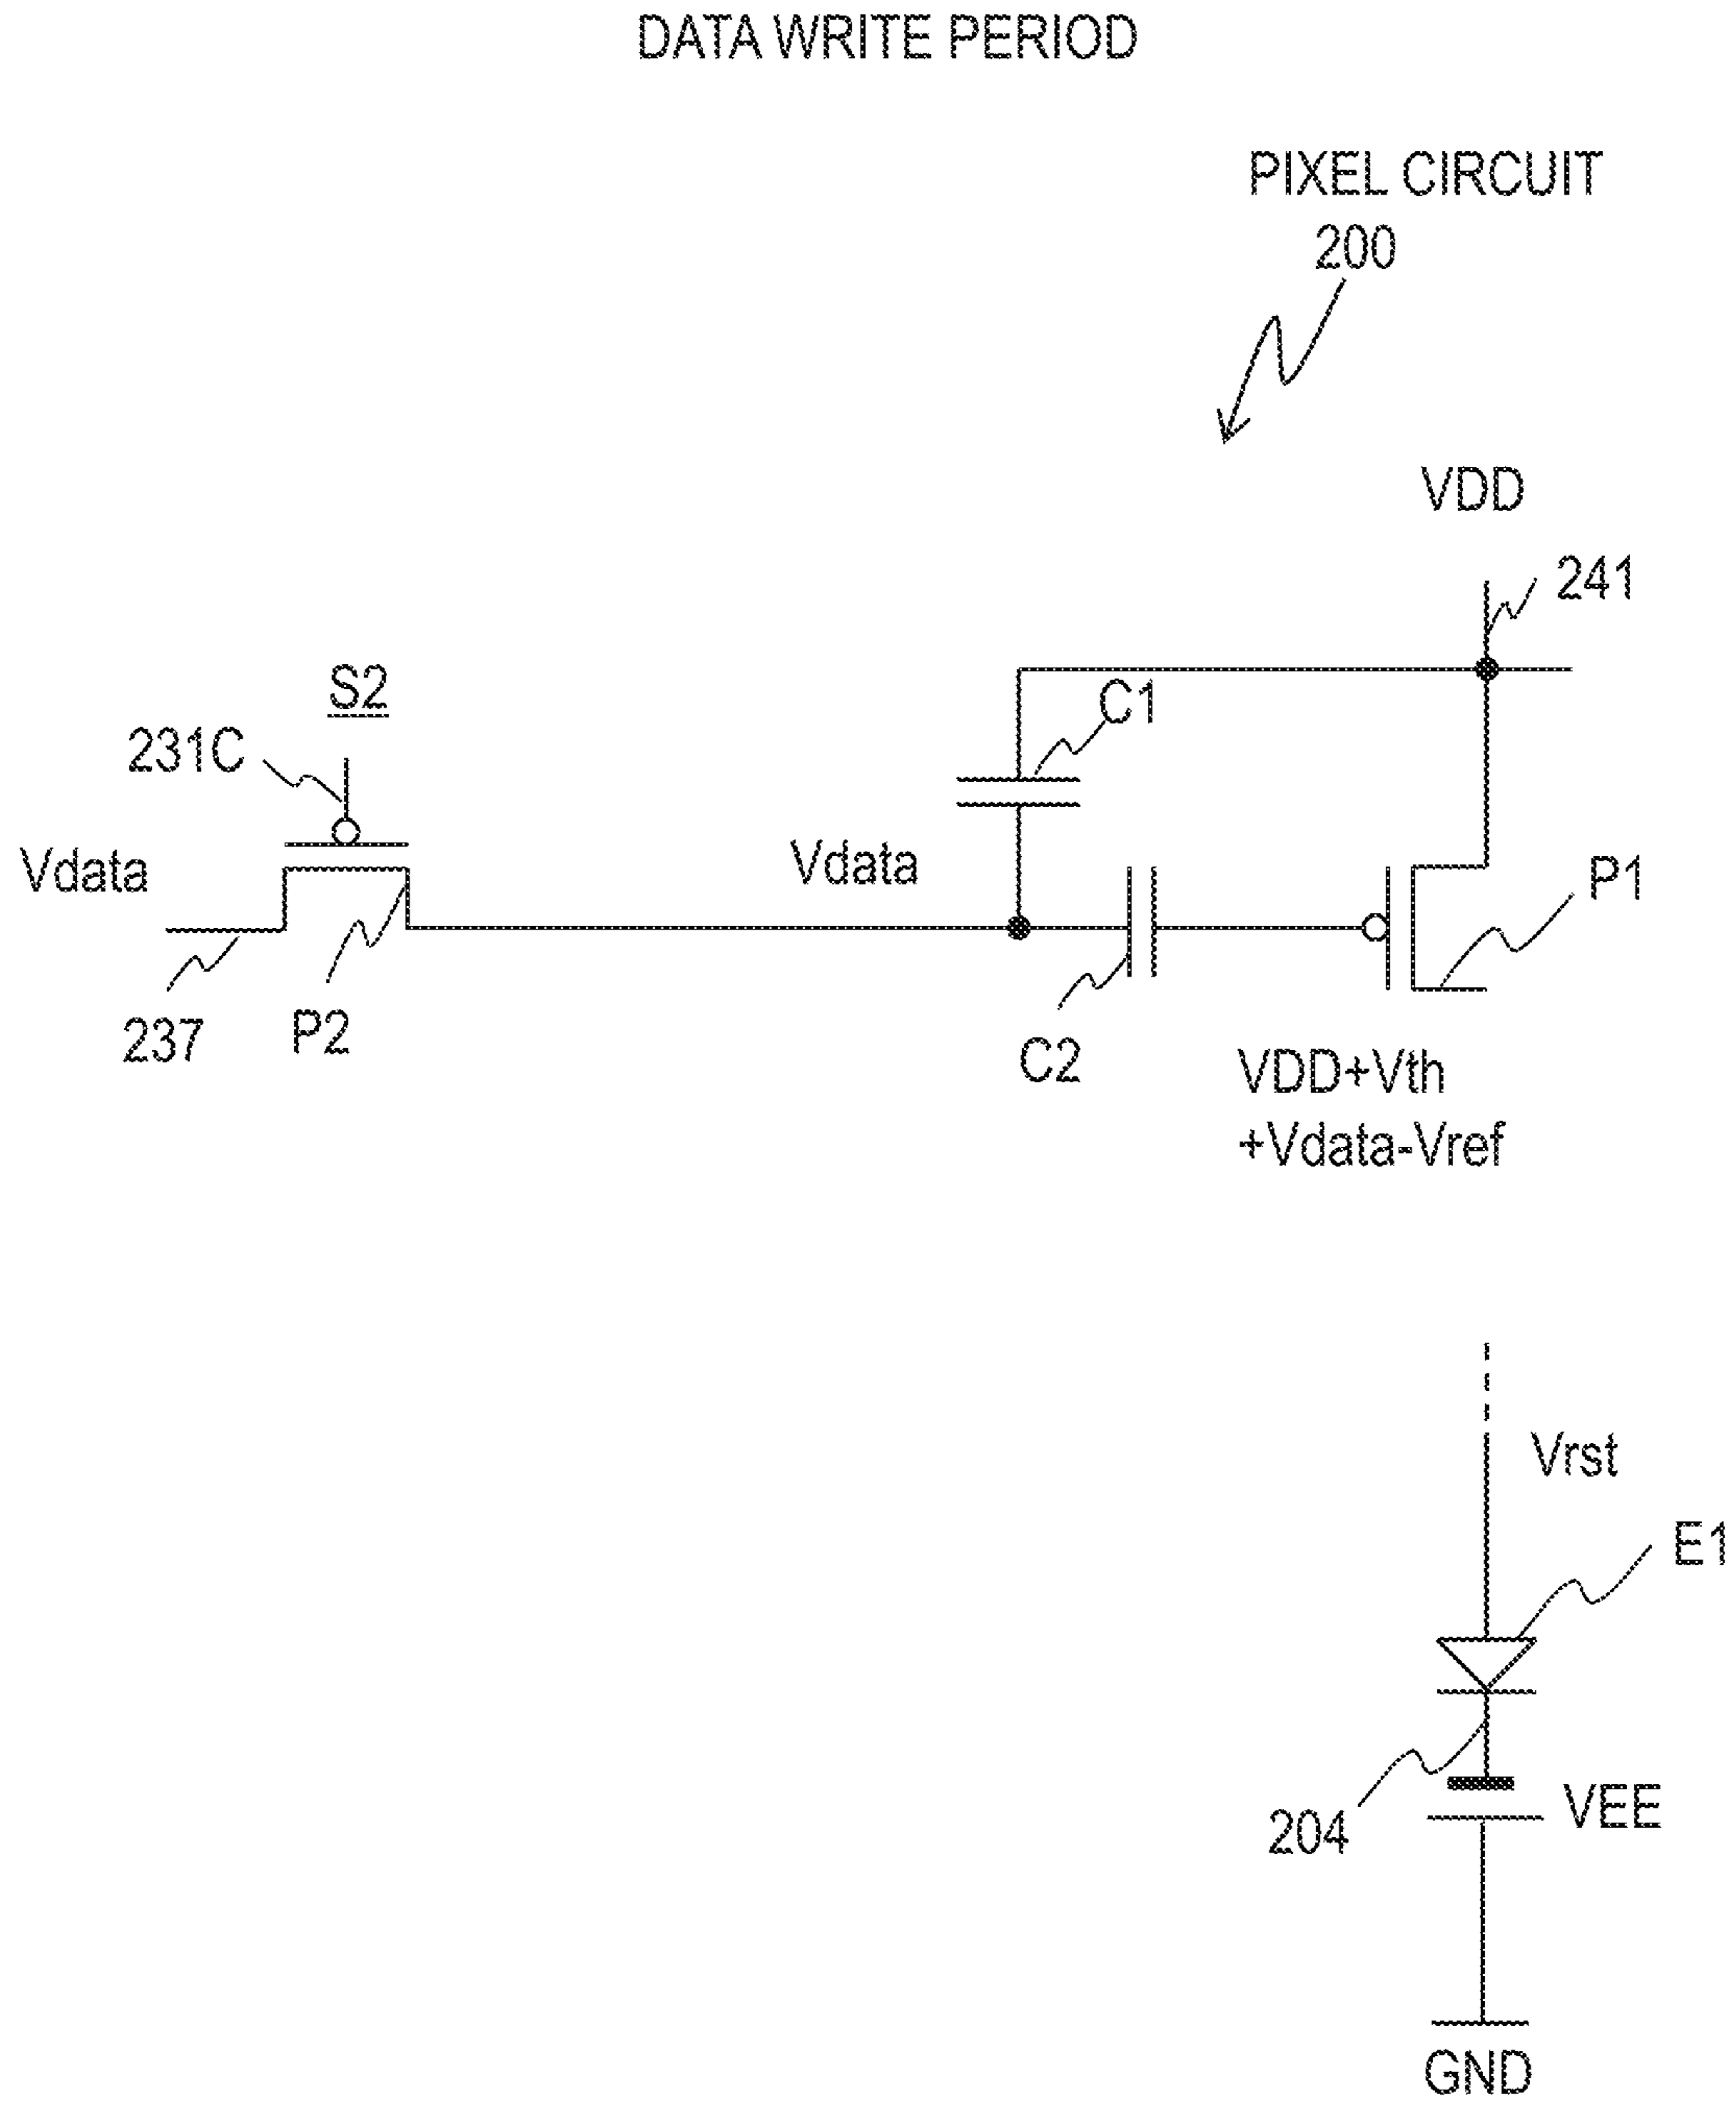 DATA WRITE PERIOD
PIXEL CIRCUIT
200
VDD
241
S2
C1
231C
Vdata
Vdata
P1
237
P2
C2
VDD+Vth
+Vdata-Vref
Vrst
E1
204
VEE
GND